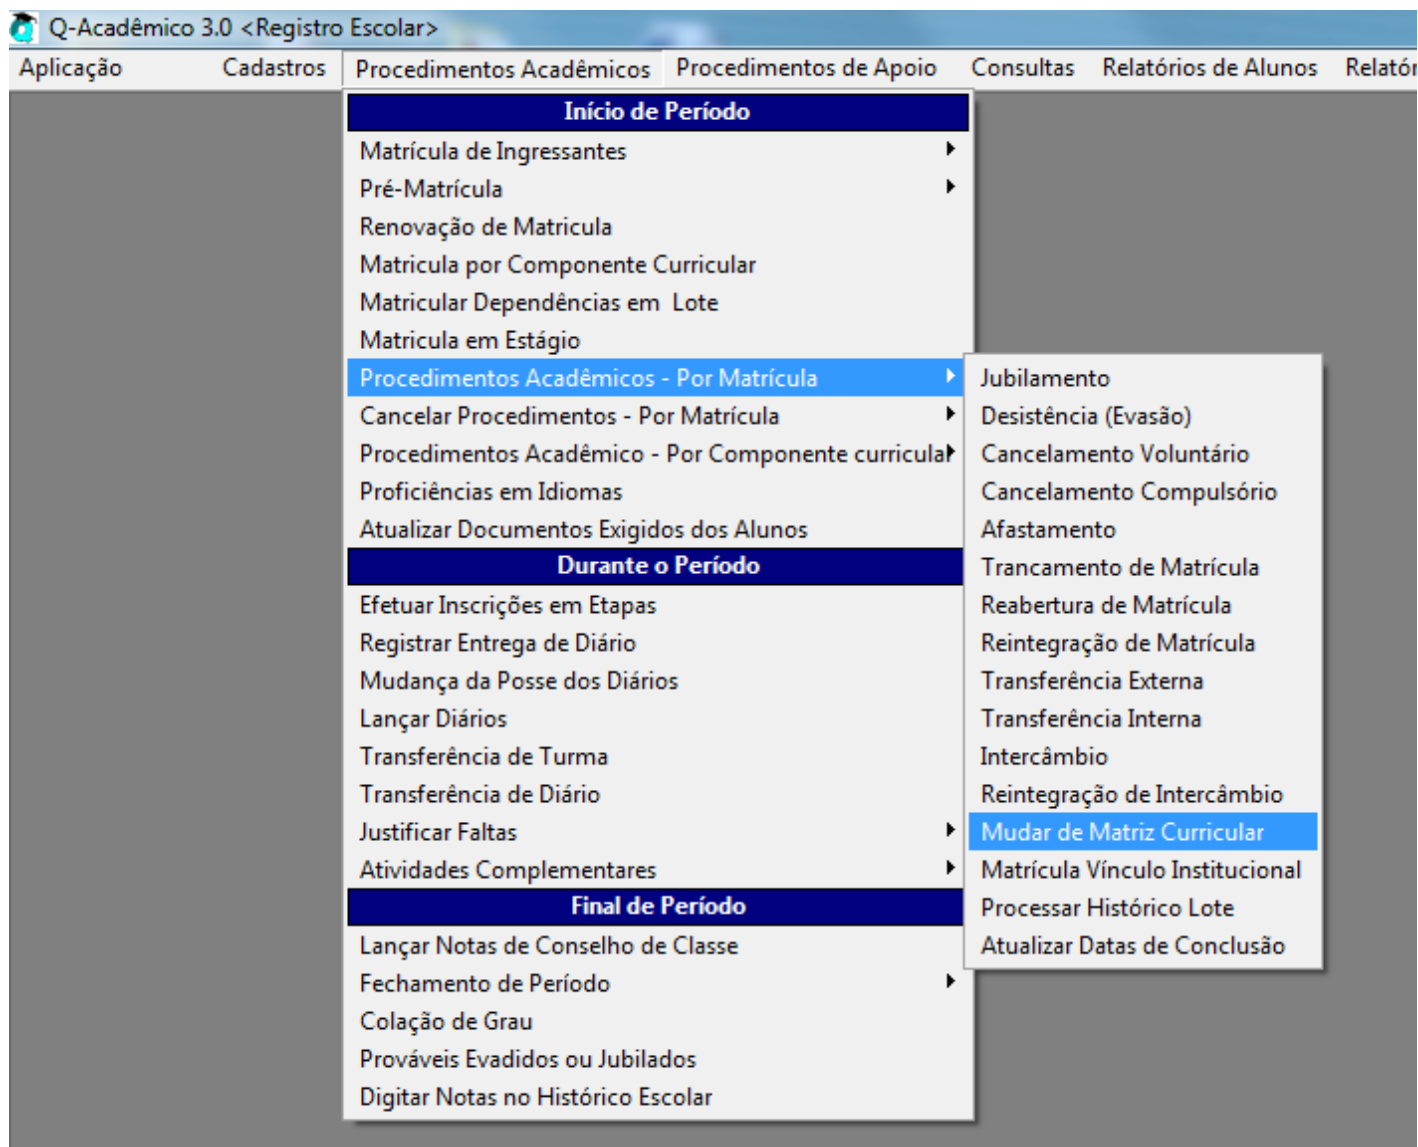 Q-Acadêmico 3.0 <Registro Escolar>
Aplicação Cadastros Procedimentos Acadêmicos Procedimentos de Apoio Consultas Relatórios de Alunos Relatór
Início de Período
Matrícula de Ingressantes
Pré-Matrícula
Renovação de Matricula
Matricula por Componente Curricular
Matricular Dependências em Lote
Matricula em Estágio
Procedimentos Acadêmicos - Por Matrícula
Cancelar Procedimentos - Por Matrícula
Procedimentos Acadêmico - Por Componente curricular
Proficiências em Idiomas
Atualizar Documentos Exigidos dos Alunos
Durante o Período
Efetuar Inscrições em Etapas
Registrar Entrega de Diário
Mudança da Posse dos Diários
Lançar Diários
Transferência de Turma
Transferência de Diário
Justificar Faltas
Atividades Complementares
Final de Período
Lançar Notas de Conselho de Classe
Fechamento de Período
Colação de Grau
Prováveis Evadidos ou Jubilados
Digitar Notas no Histórico Escolar
Jubilamento
Desistência (Evasão)
Cancelamento Voluntário
Cancelamento Compulsório
Afastamento
Trancamento de Matrícula
Reabertura de Matrícula
Reintegração de Matrícula
Transferência Externa
Transferência Interna
Intercâmbio
Reintegração de Intercâmbio
Mudar de Matriz Curricular
Matrícula Vínculo Institucional
Processar Histórico Lote
Atualizar Datas de Conclusão